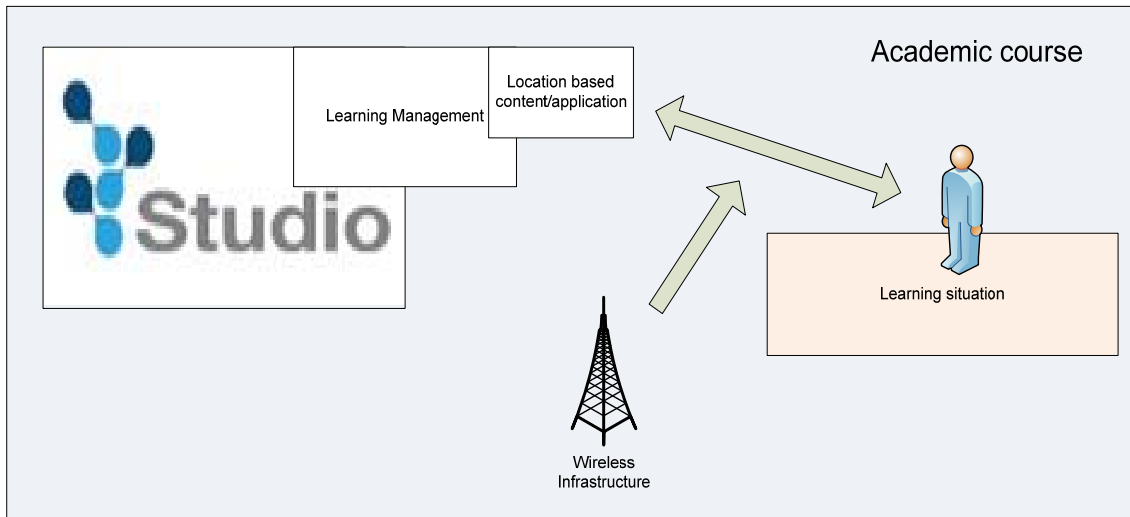 Academic course
Location based
content/application
Learning Management
Studio
Learning situation
Wireless
Infrastructure